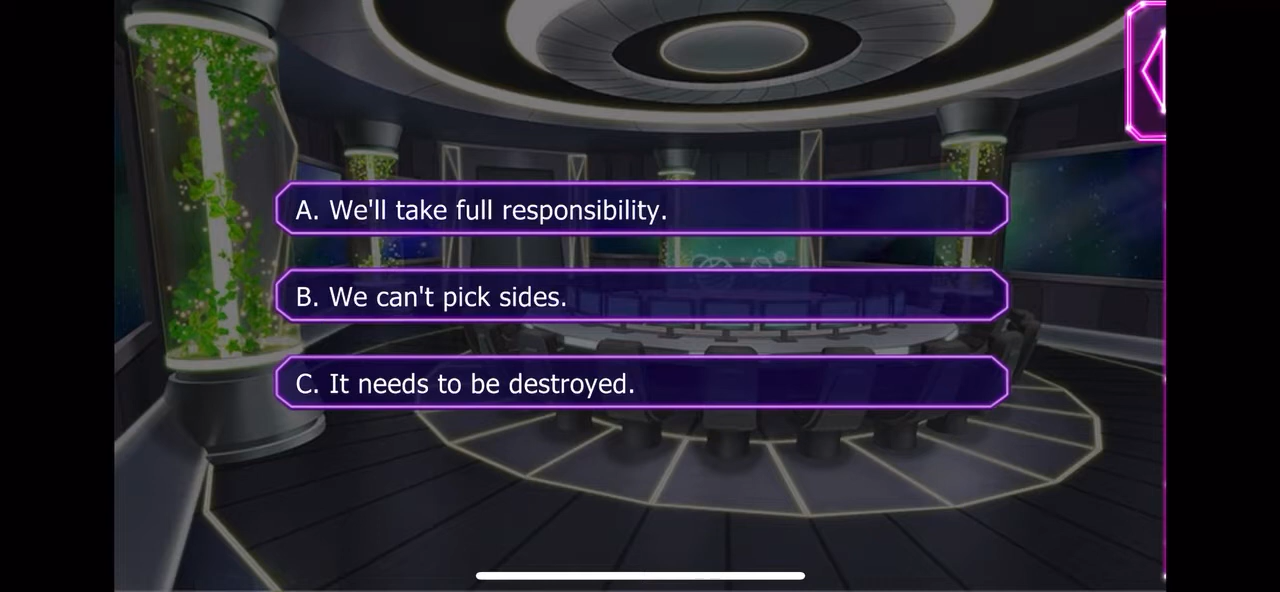 A. We'll take full responsibility.
B. We can't pick sides.
C. It needs to be destroyed.